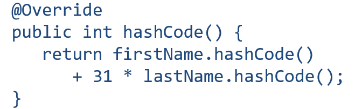 @Override
public int hashCode() {
   return firstName.hashCode()
      + 31 * lastName.hashCode();
}